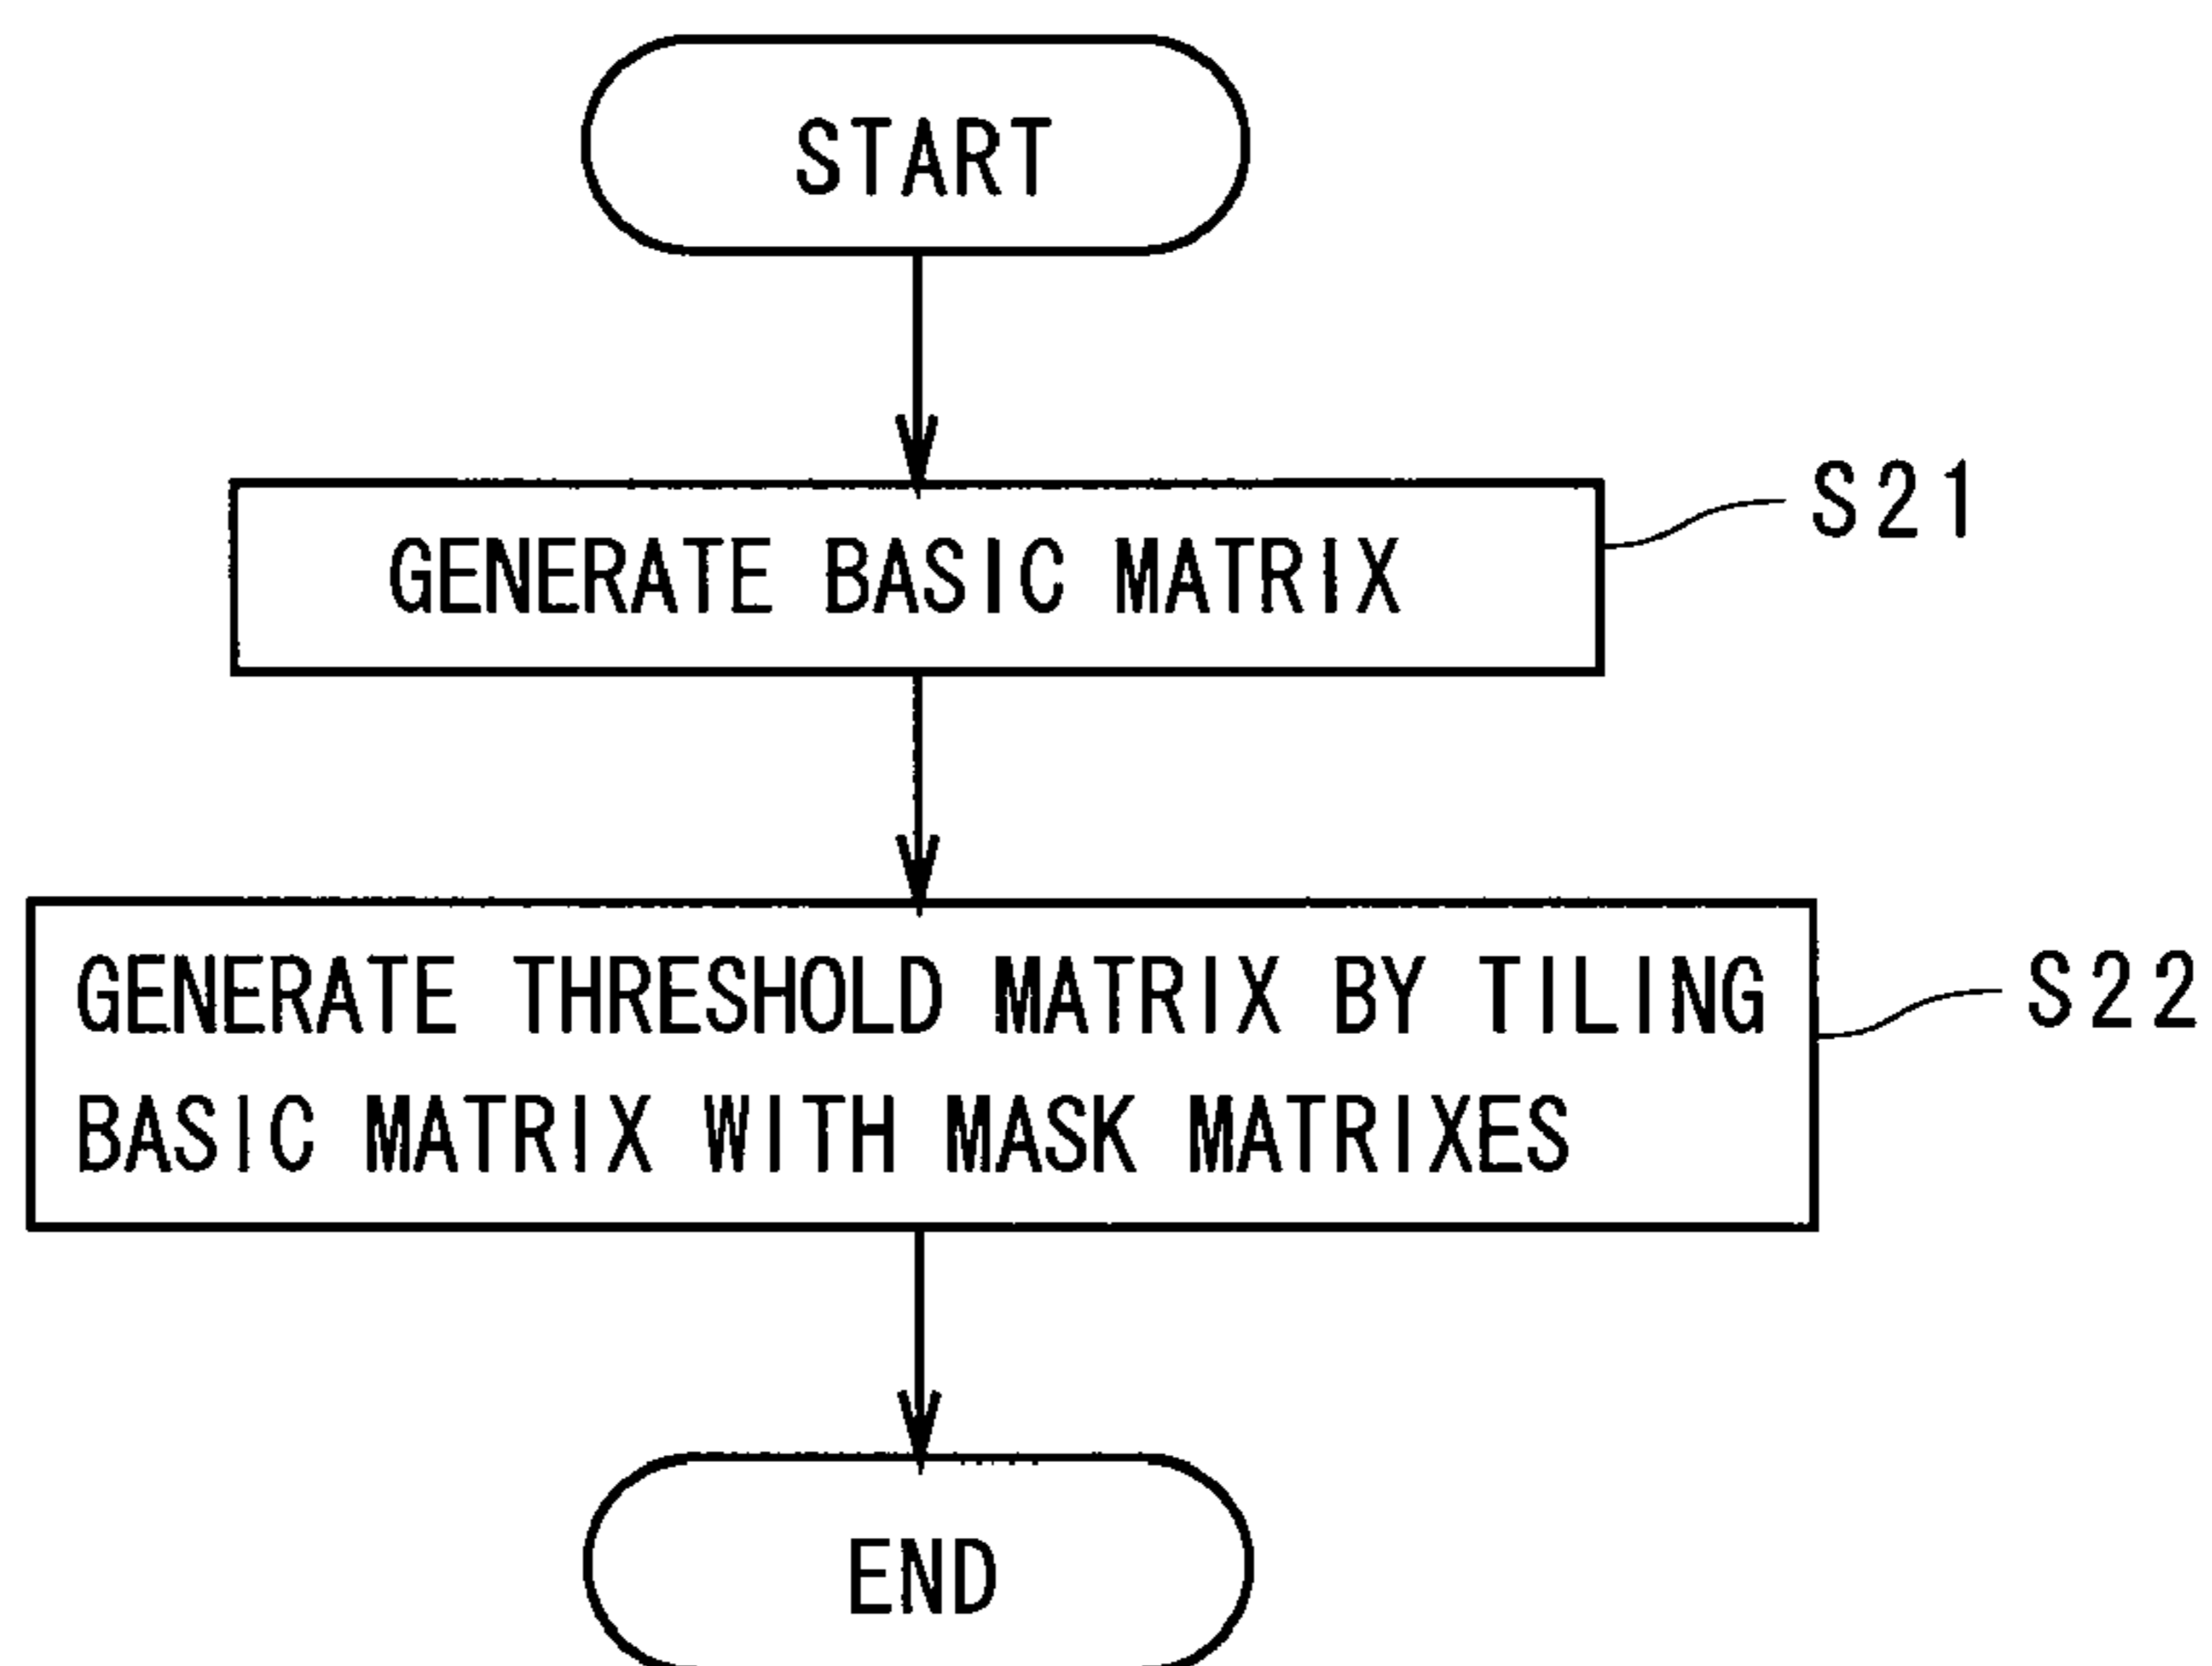 START
GENERATE BASIC MATRIX
S21
GENERATE THRESHOLD MATRIX BY TILING
BASIC MATRIX WITH MASK MATRIXES
S22
END